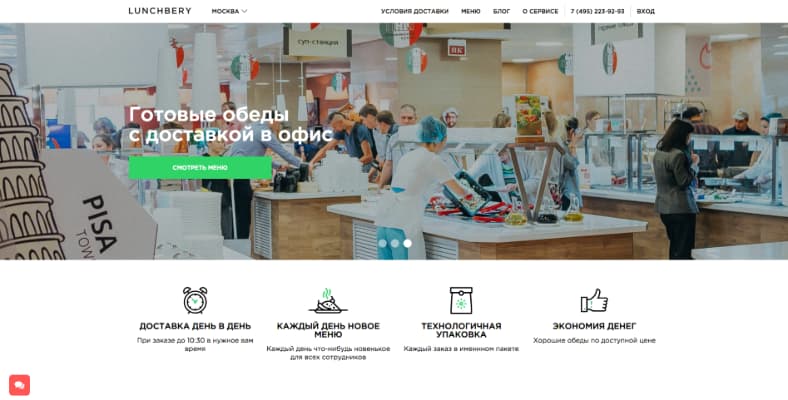 LUNCHBERY
МОСКВА
УСЛОВИЯ ДОСТАВКИ
МЕНЮ
БЛОГ
О СЕРВИСЕ
7 (495) 223-92-93
ВХОД
суп-станция
ПК
Готовые обеды
с доставкой в офис
СМОТРЕТЬ МЕНЮ
PISA
TOW
ДОСТАВКА ДЕНЬ В ДЕНЬ
При заказе до 10:30 в нужное вам
время
КАЖДЫЙ ДЕНЬ НОВОЕ
МЕНЮ
Каждый день что-нибудь новенькое
для всех сотрудников
ТЕХНОЛОГИЧНАЯ
УПАКОВКА
Каждый заказ в именном пакете
ЭКОНОМИЯ ДЕНЕГ
Хорошие обеды по доступной цене